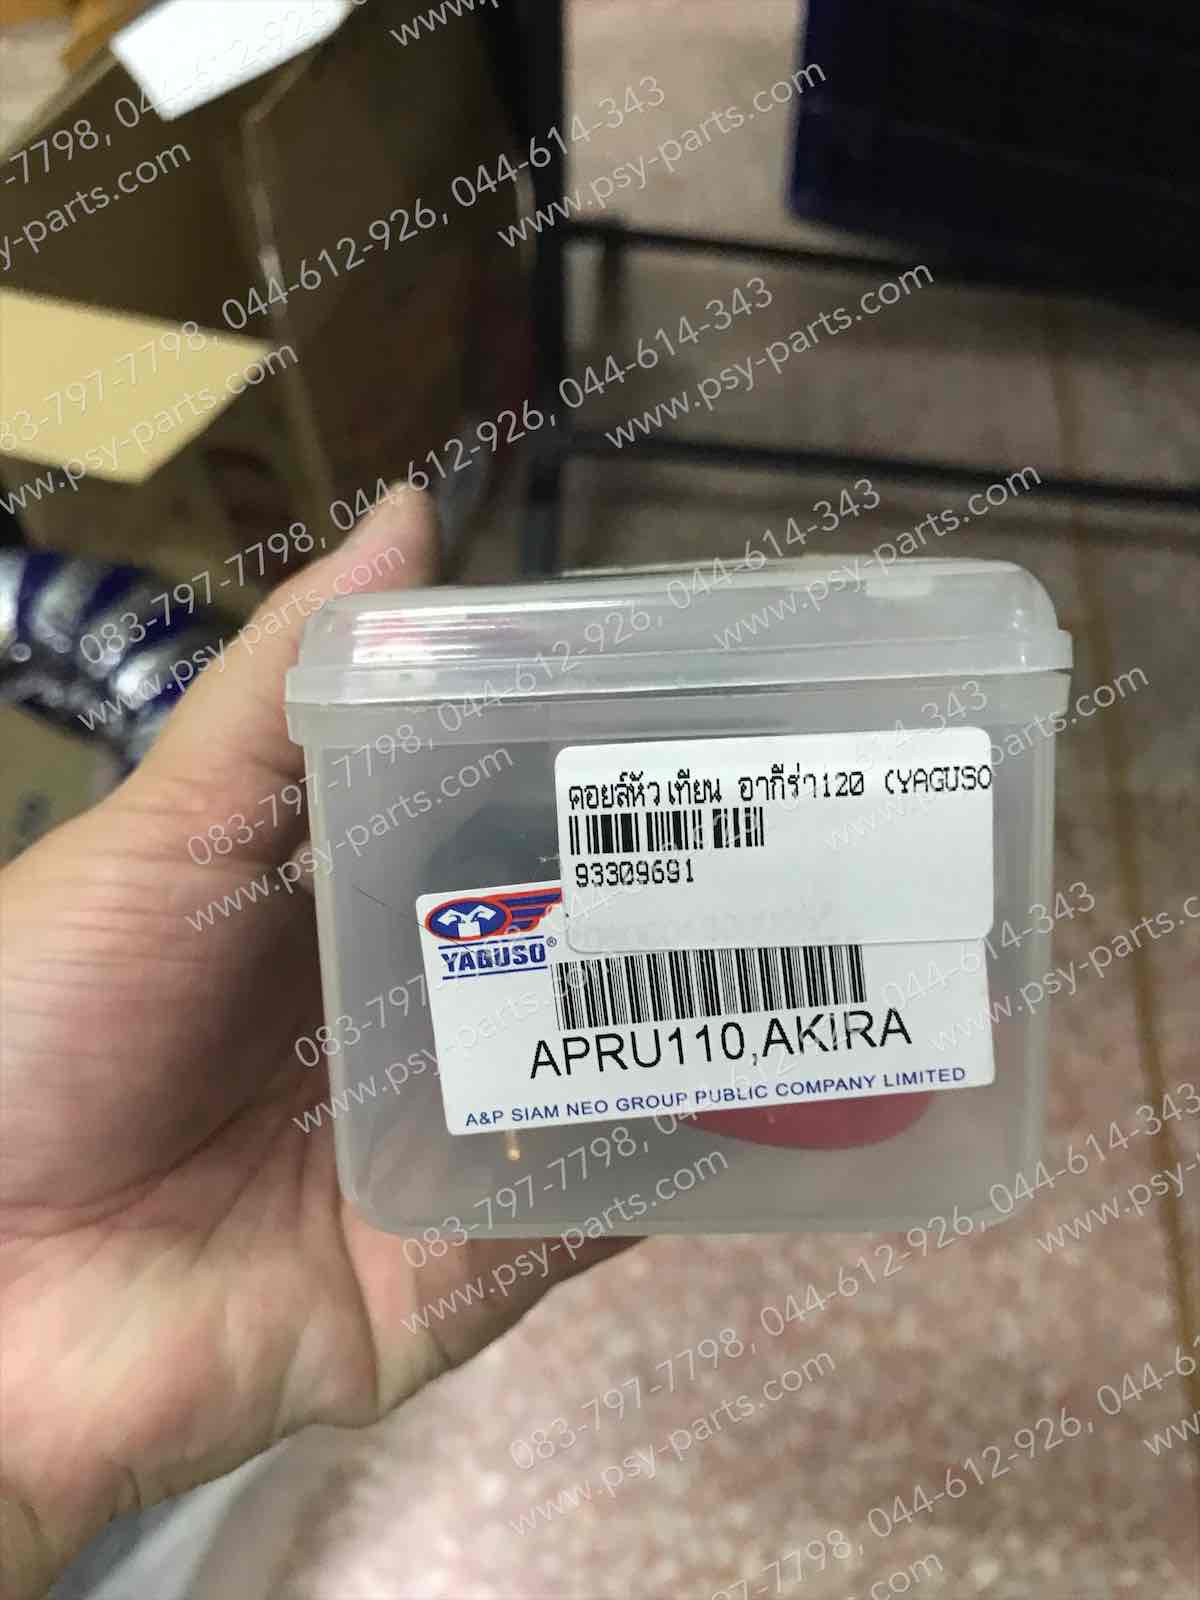 คอยล์หัวเทียน อากีร่า120 (YAGUSO
93309691
YAGUSO®
APRU110,AKIRA
A&P SIAM NEO GROUP PUBLIC COMPANY LIMITED
083-797-7798, 044-612-926, 044-614-343
www.psy-parts.com